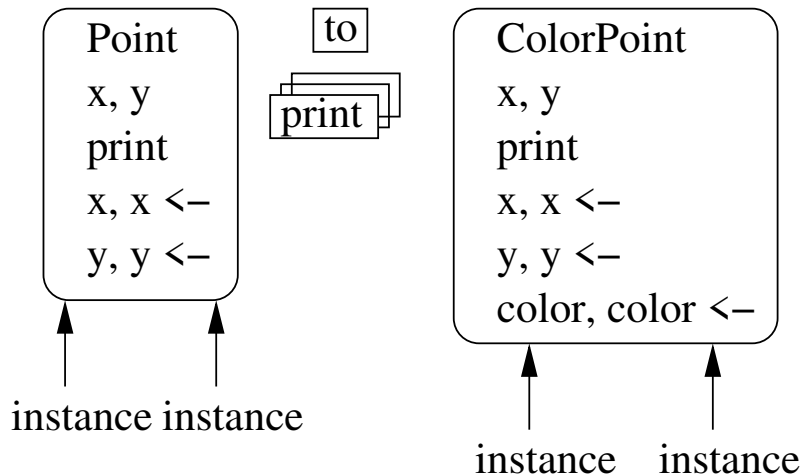 Point
x, y
print
x, x <–
y, y <–
to
print
ColorPoint
x, y
print
x, x <–
y, y <–
color, color <–
instance instance
instance instance